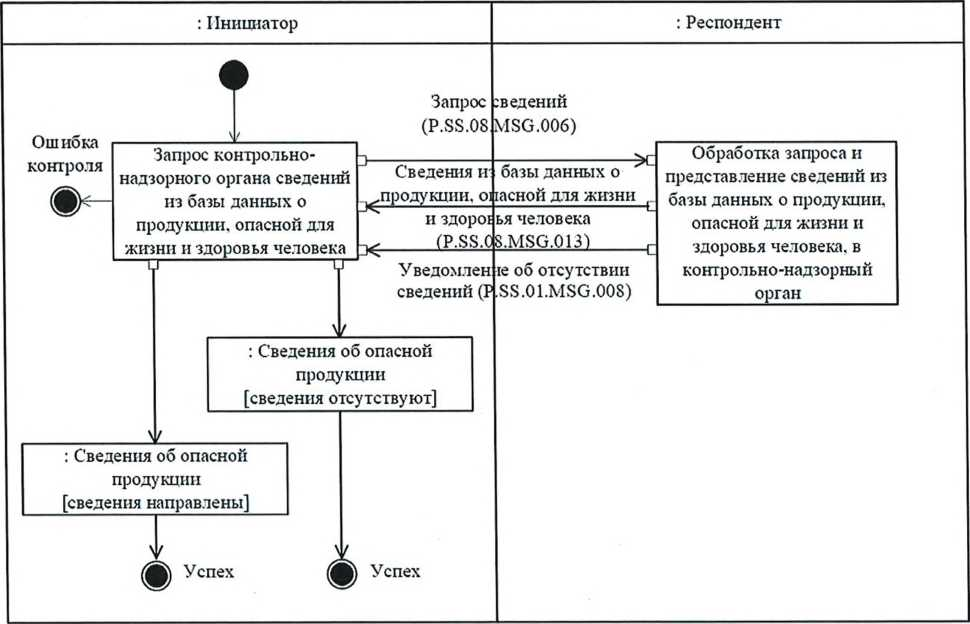 : Инициатор
: Респондент
Запрос сведений
(P.SS.08.MSG.006)
Ошибка
контроля
Запрос контрольно-
надзорного органа сведений
из базы данных о
продукции, опасной для
жизни и здоровья человека
Сведения из базы данных о
продукции, опасной для жизни
и здоровья человека
(P.SS.08.MSG.013)
Уведомление об отсутствии
сведений (P.SS.01.MSG.008)
Обработка запроса и
представление сведений из
базы данных о продукции,
опасной для жизни и
здоровья человека, в
контрольно-надзорный
орган
: Сведения об опасной
продукции
[сведения отсутствуют]
: Сведения об опасной
продукции
[сведения направлены]
Успех
Успех